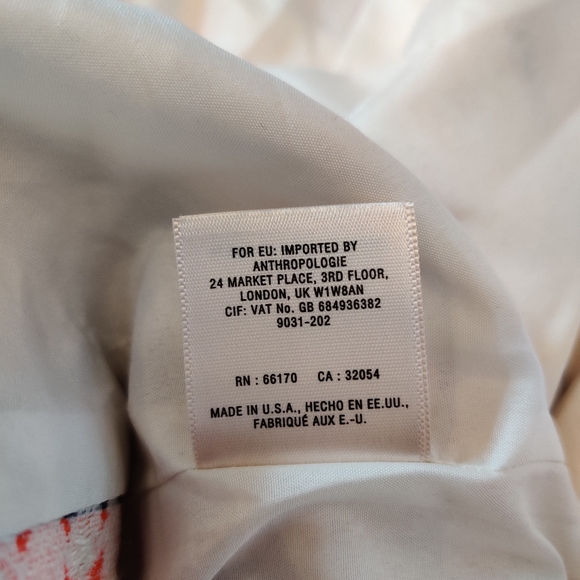 FOR EU: IMPORTED BY
ANTHROPOLOGIE
24 MARKET PLACE, 3RD FLOOR,
LONDON, UK W1W8AN
CIF: VAT No. GB 684936382
9031-202
RN : 66170 CA : 32054
MADE IN U.S.A., HECHO EN EE.UU.,
FABRIQUÉ AUX E.-U.